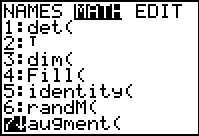 NAMES MATH EDIT
1:det(
2:ᵀ
3:dim(
4:Fill(
5:identity(
6:randM(
7↓augment(